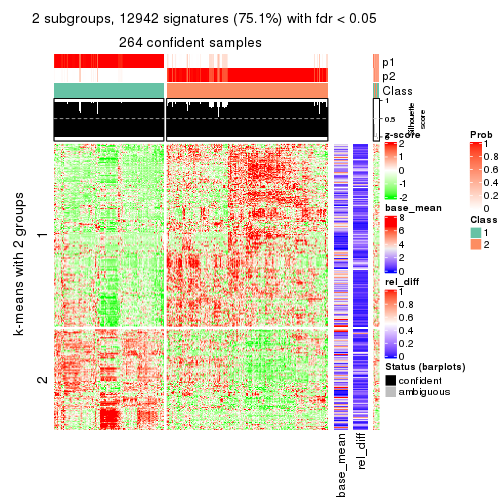 2 subgroups, 12942 signatures (75.1%) with fdr < 0.05
264 confident samples
p1
p2
Class
1
0.5
0
Silhouette
score
k-means with 2 groups
1
2
z-score
2
1
0
-1
-2
base_mean
8
6
4
2
0
rel_diff
1
0.8
0.6
0.4
0.2
0
Prob
1
0.8
0.6
0.4
0.2
0
Class
1
2
Status (barplots)
confident
ambiguous
base_mean
rel_diff